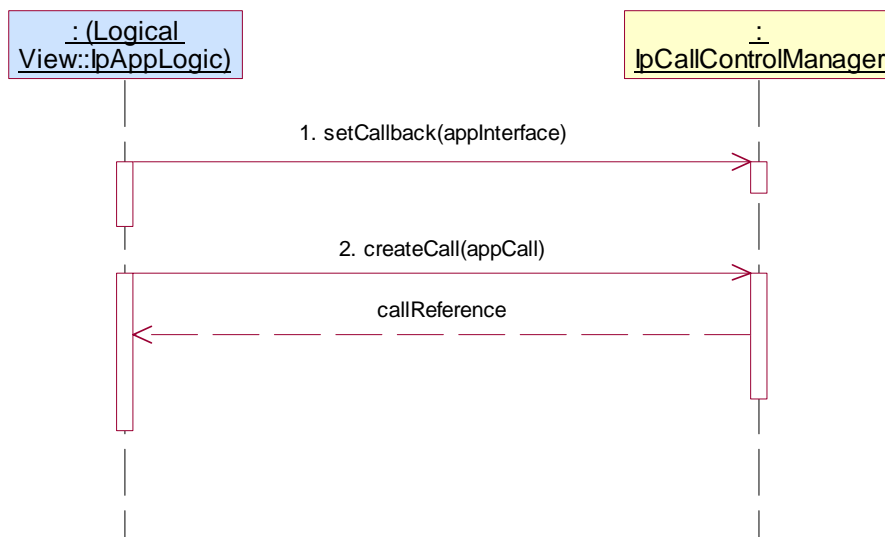 : (Logical
View::IpAppLogic)
:
IpCallControlManager
1. setCallback(appInterface)
2. createCall(appCall)
callReference